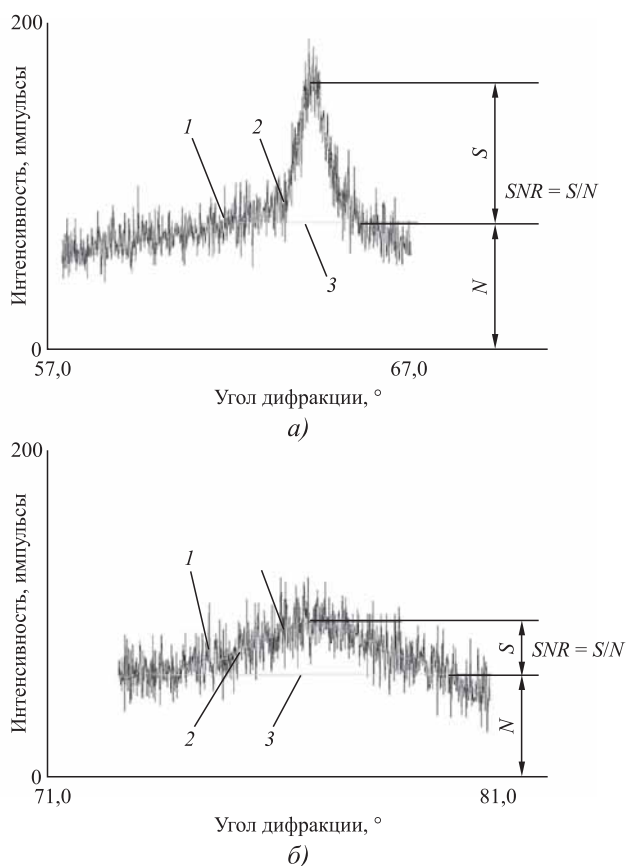 200
Интенсивность, импульсы
1
2
S
SNR = S/N
3
N
0
57,0
67,0
Угол дифракции, °
а)
200
Интенсивность, импульсы
1
S
SNR = S/N
2
3
N
0
71,0
81,0
Угол дифракции, °
б)